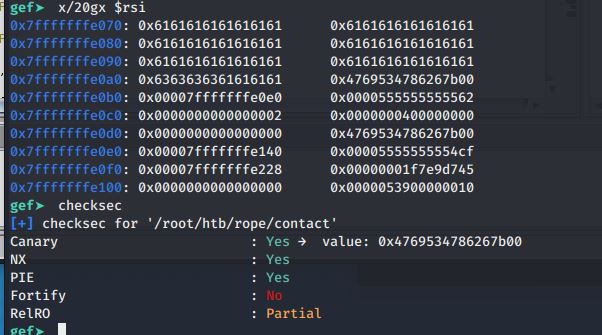 gef➤  x/20gx $rsi
0x7fffffffe070: 0x6161616161616161 0x6161616161616161
0x7fffffffe080: 0x6161616161616161 0x6161616161616161
0x7fffffffe090: 0x6161616161616161 0x6161616161616161
0x7fffffffe0a0: 0x6363636361616161 0x4769534786267b00
0x7fffffffe0b0: 0x00007fffffffe0e0 0x0000555555555562
0x7fffffffe0c0: 0x0000000000000002 0x0000000400000000
0x7fffffffe0d0: 0x0000000000000000 0x4769534786267b00
0x7fffffffe0e0: 0x00007fffffffe140 0x00005555555554cf
0x7fffffffe0f0: 0x00007fffffffe228 0x00000001f7e9d745
0x7fffffffe100: 0x0000000000000000 0x0000053900000010
gef➤  checksec
[+] checksec for '/root/htb/rope/contact'
Canary : Yes → value: 0x4769534786267b00
NX : Yes
PIE : Yes
Fortify : No
RelRO : Partial
gef➤